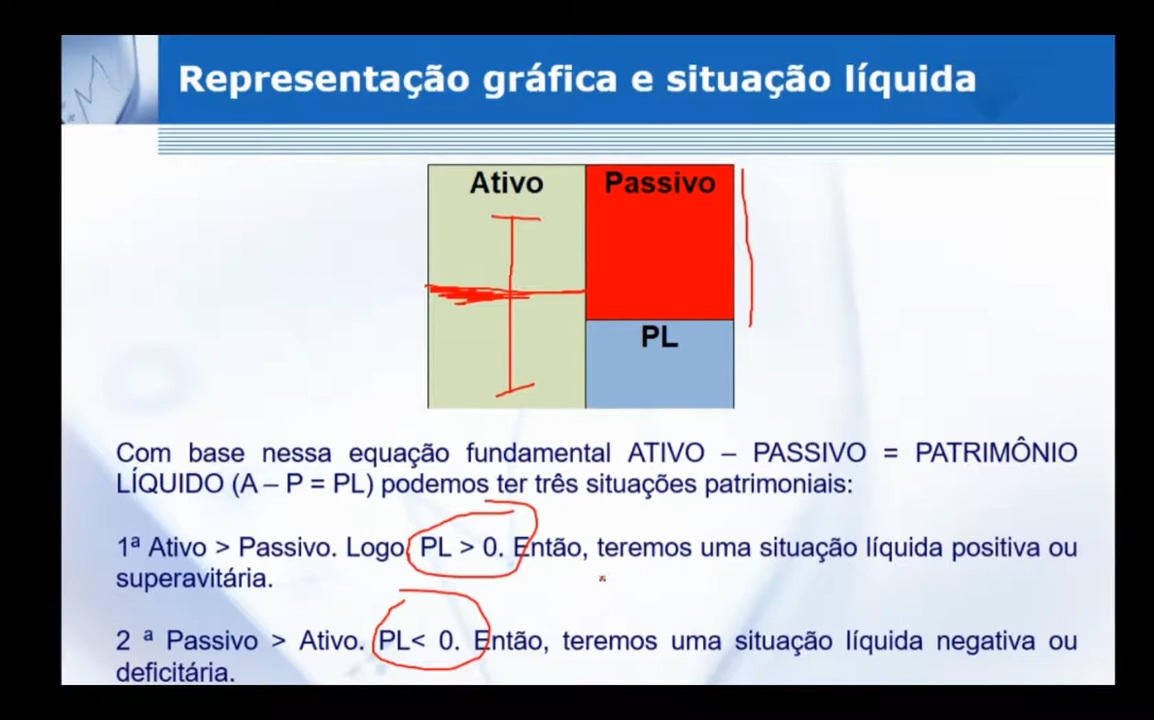 Representação gráfica e situação líquida
Ativo
Passivo
PL
Com base nessa equação fundamental ATIVO – PASSIVO = PATRIMÔNIO
LÍQUIDO (A – P = PL) podemos ter três situações patrimoniais:
1ª Ativo > Passivo. Logo PL > 0. Então, teremos uma situação líquida positiva ou
superavitária.
2 ª Passivo > Ativo. PL< 0. Então, teremos uma situação líquida negativa ou
deficitária.